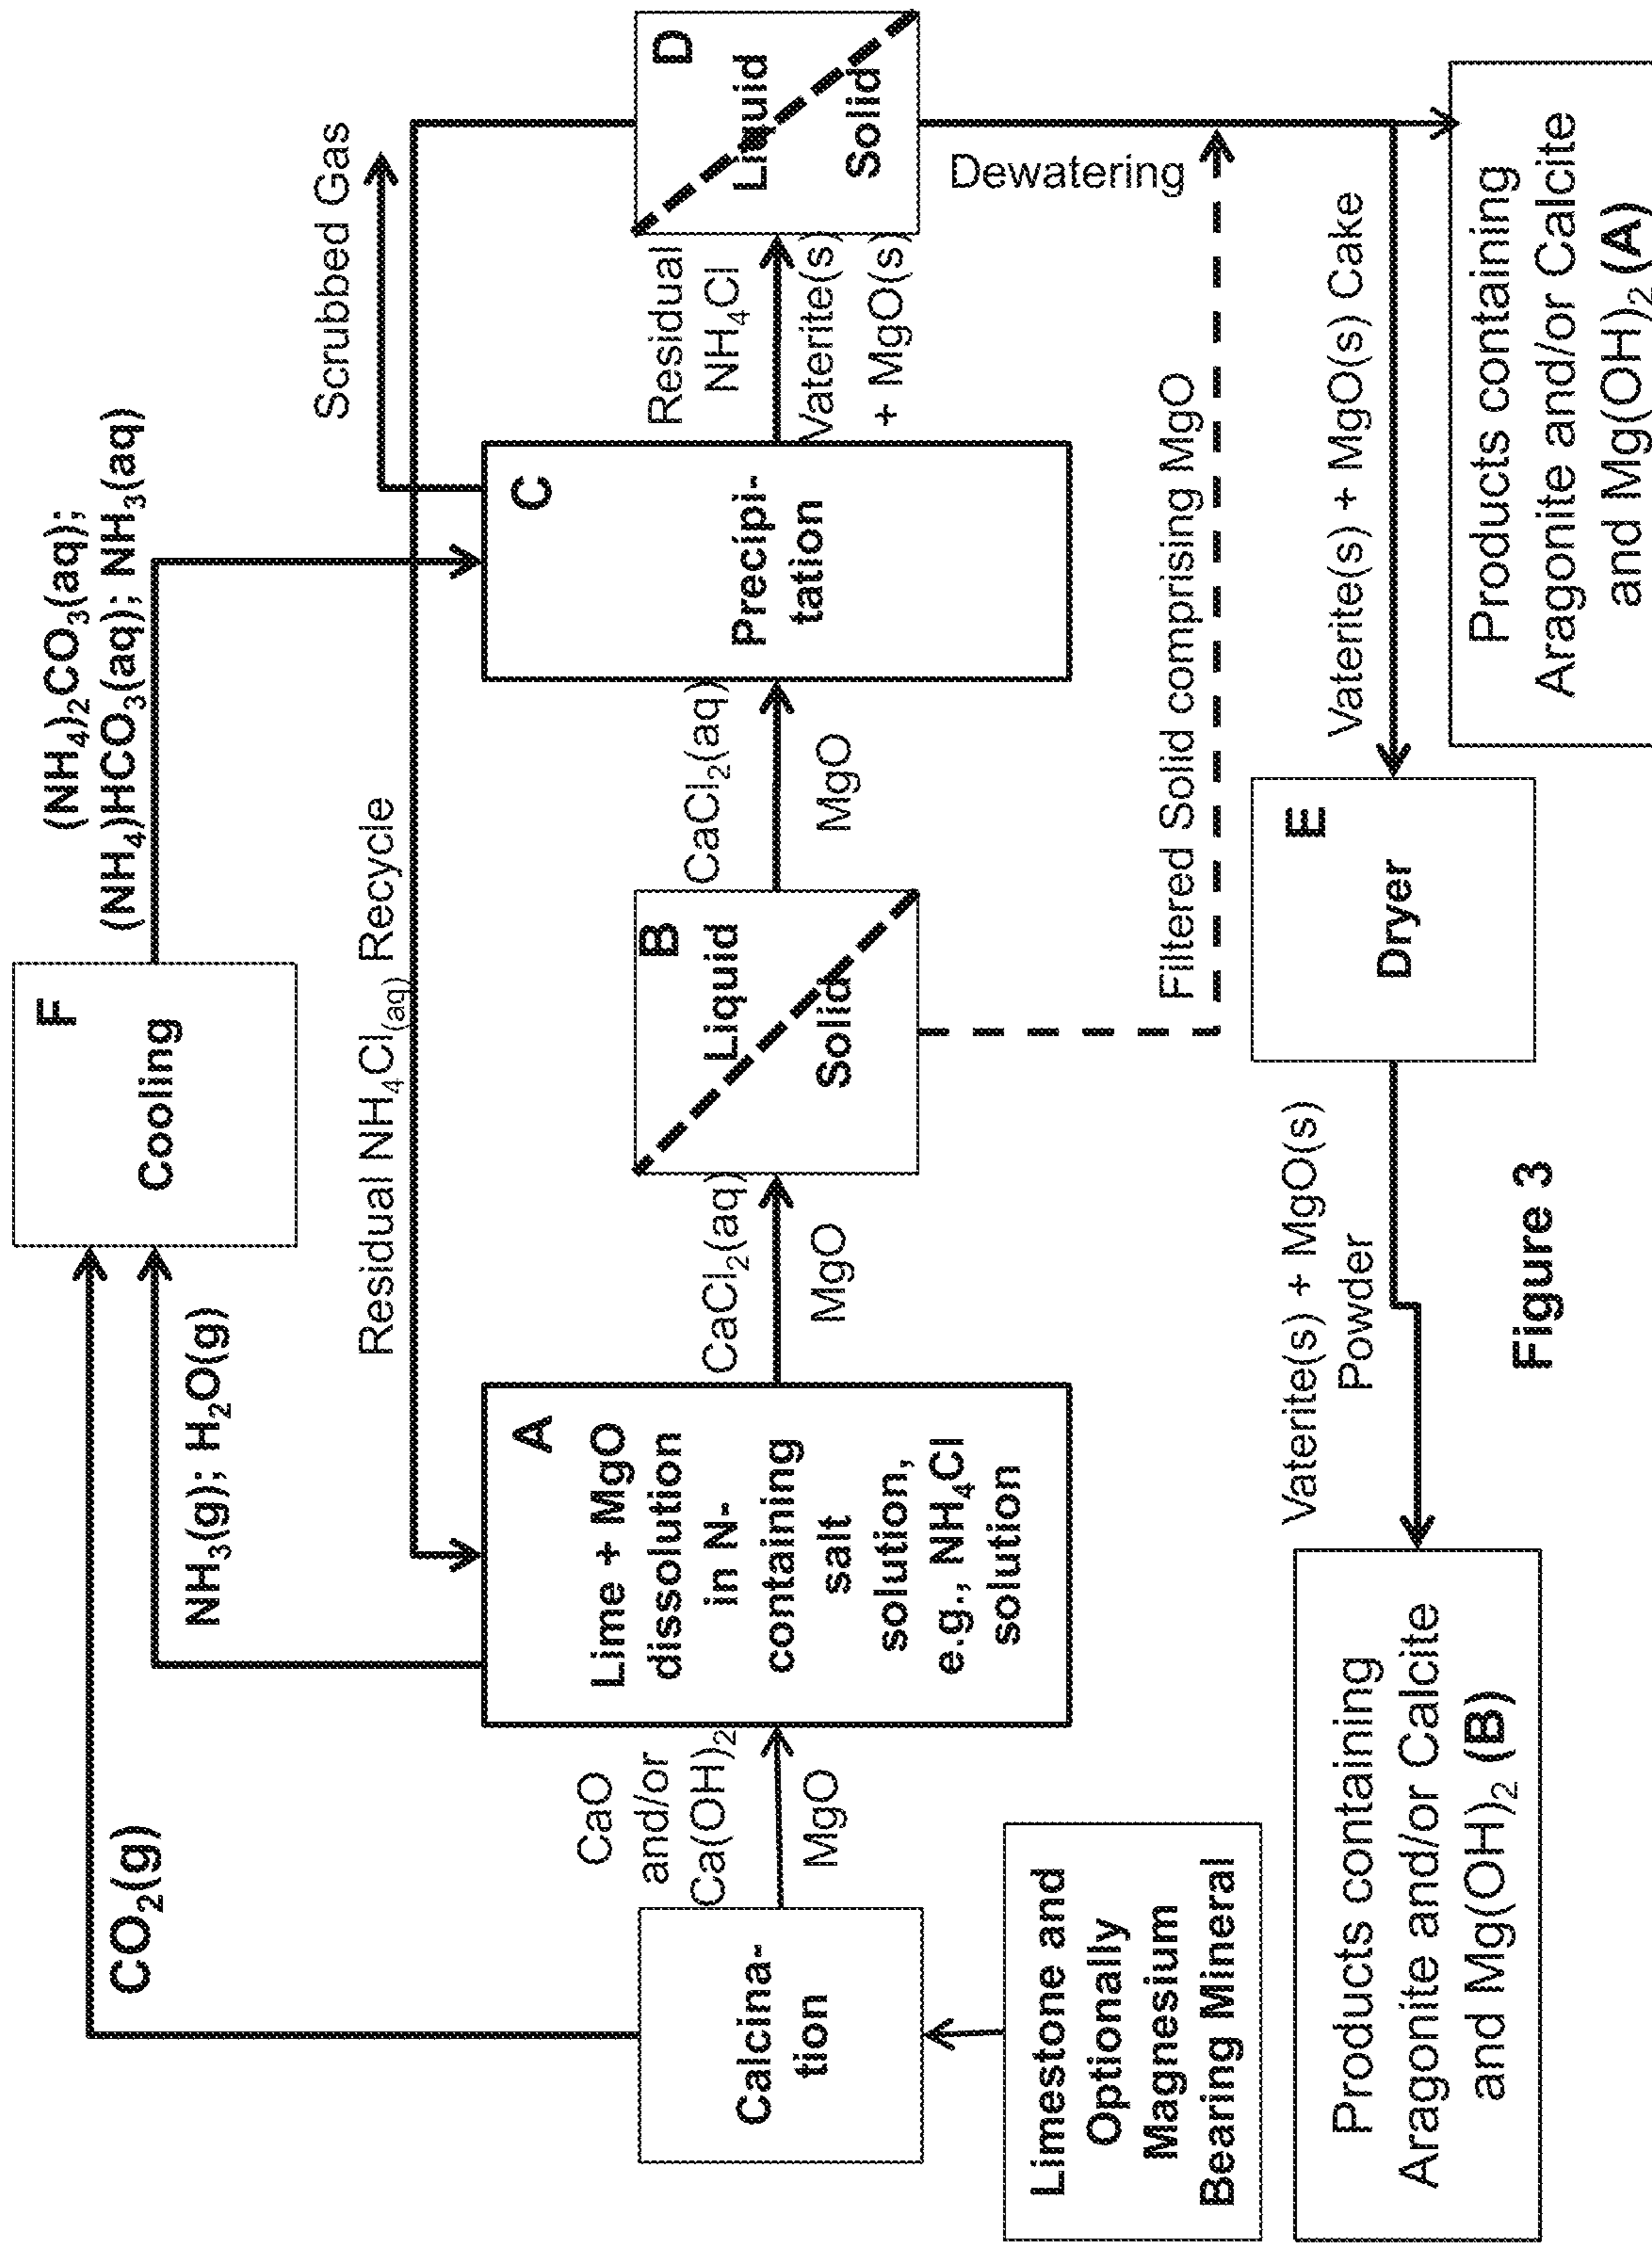 F
Cooling
(NH₄)₂CO₃(aq);
(NH₄)HCO₃(aq); NH₃(aq)
CO₂(g)
NH₃(g); H₂O(g)
Scrubbed Gas
Residual NH₄Cl(aq) Recycle
Calcina-
tion
Limestone and
Optionally
Magnesium
Bearing Mineral
CaO
and/or
Ca(OH)₂
MgO
A
Lime + MgO
dissolution
in N-
containing
salt
solution,
e.g., NH₄Cl
solution
CaCl₂(aq)
MgO
B
Liquid
Solid
CaCl₂(aq)
MgO
C
Precipi-
tation
Residual
NH₄Cl
Vaterite(s)
+ MgO(s)
D
Liquid
Solid
Dewatering
Filtered Solid comprising MgO
Vaterite(s) + MgO(s) Cake
E
Dryer
Vaterite(s) + MgO(s)
Powder
Products containing
Aragonite and/or Calcite
and Mg(OH)₂ (B)
Products containing
Aragonite and/or Calcite
and Mg(OH)₂ (A)
Figure 3